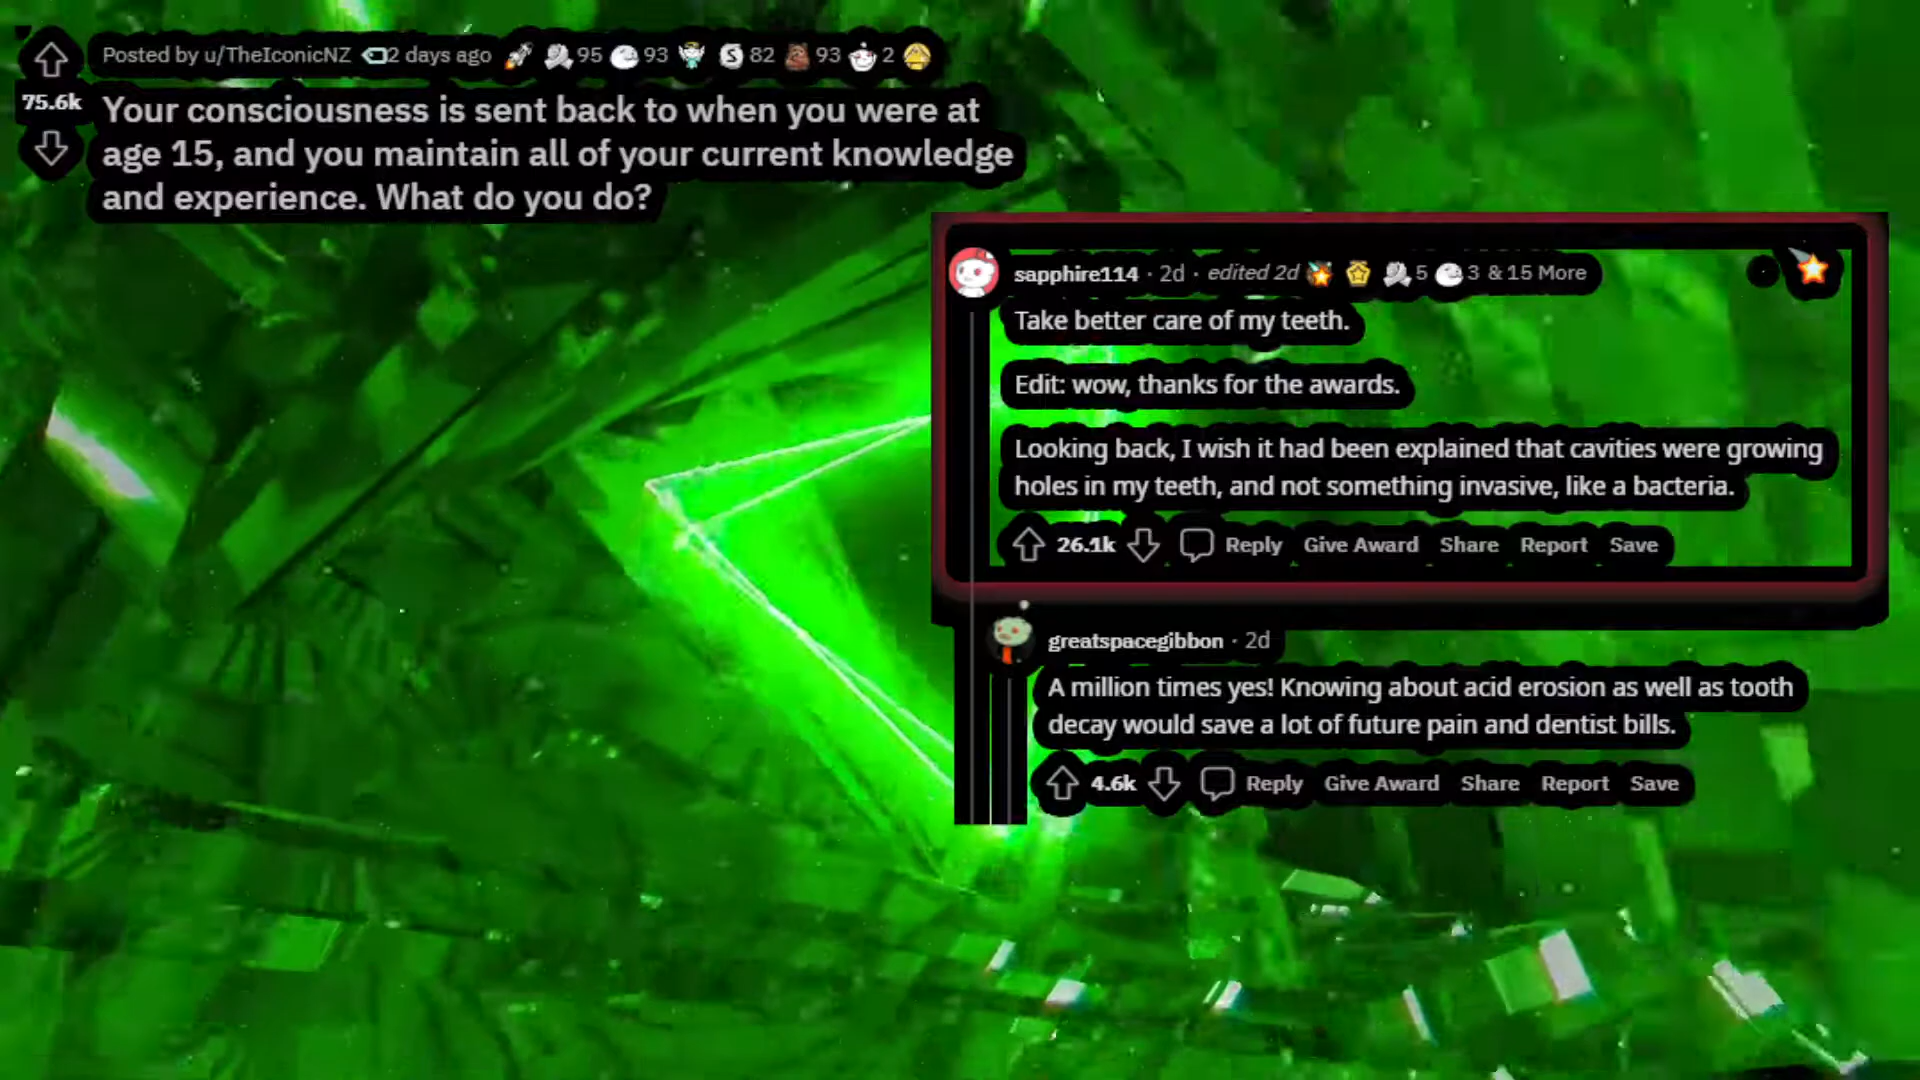 Posted by u/TheIconicNZ 2 days ago 95 93 S 82 93 2
75.6k
Your consciousness is sent back to when you were at
age 15, and you maintain all of your current knowledge
and experience. What do you do?
sapphire114 · 2d · edited 2d 5 3 & 15 More
Take better care of my teeth.
Edit: wow, thanks for the awards.
Looking back, I wish it had been explained that cavities were growing
holes in my teeth, and not something invasive, like a bacteria.
26.1k Reply Give Award Share Report Save
greatspacegibbon · 2d
A million times yes! Knowing about acid erosion as well as tooth
decay would save a lot of future pain and dentist bills.
4.6k Reply Give Award Share Report Save